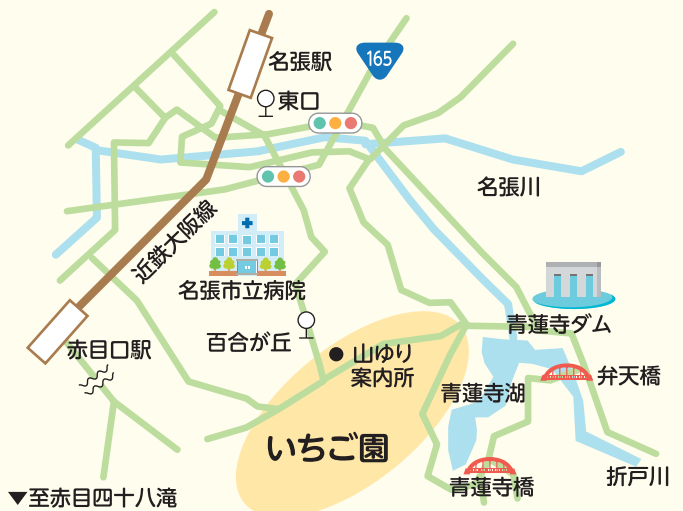 名張駅
165
東口
名張川
近鉄大阪線
名張市立病院
青蓮寺ダム
百合が丘
赤目口駅
山ゆり
案内所
弁天橋
青蓮寺湖
いちご園
折戸川
青蓮寺橋
▼至赤目四十八滝